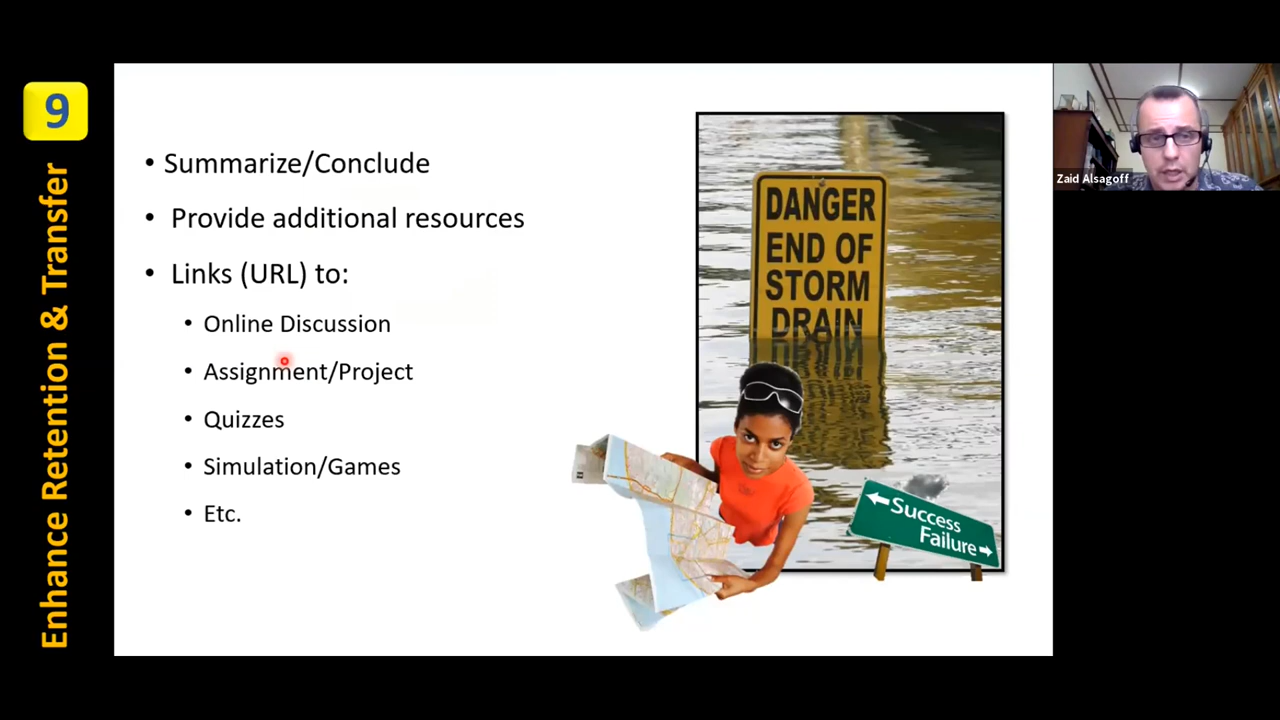 9
Enhance Retention & Transfer
• Summarize/Conclude
• Provide additional resources
• Links (URL) to:
• Online Discussion
• Assignment/Project
• Quizzes
• Simulation/Games
• Etc.
DANGER
END OF
STORM
DRAIN
Success
Failure
Zaid Alsagoff